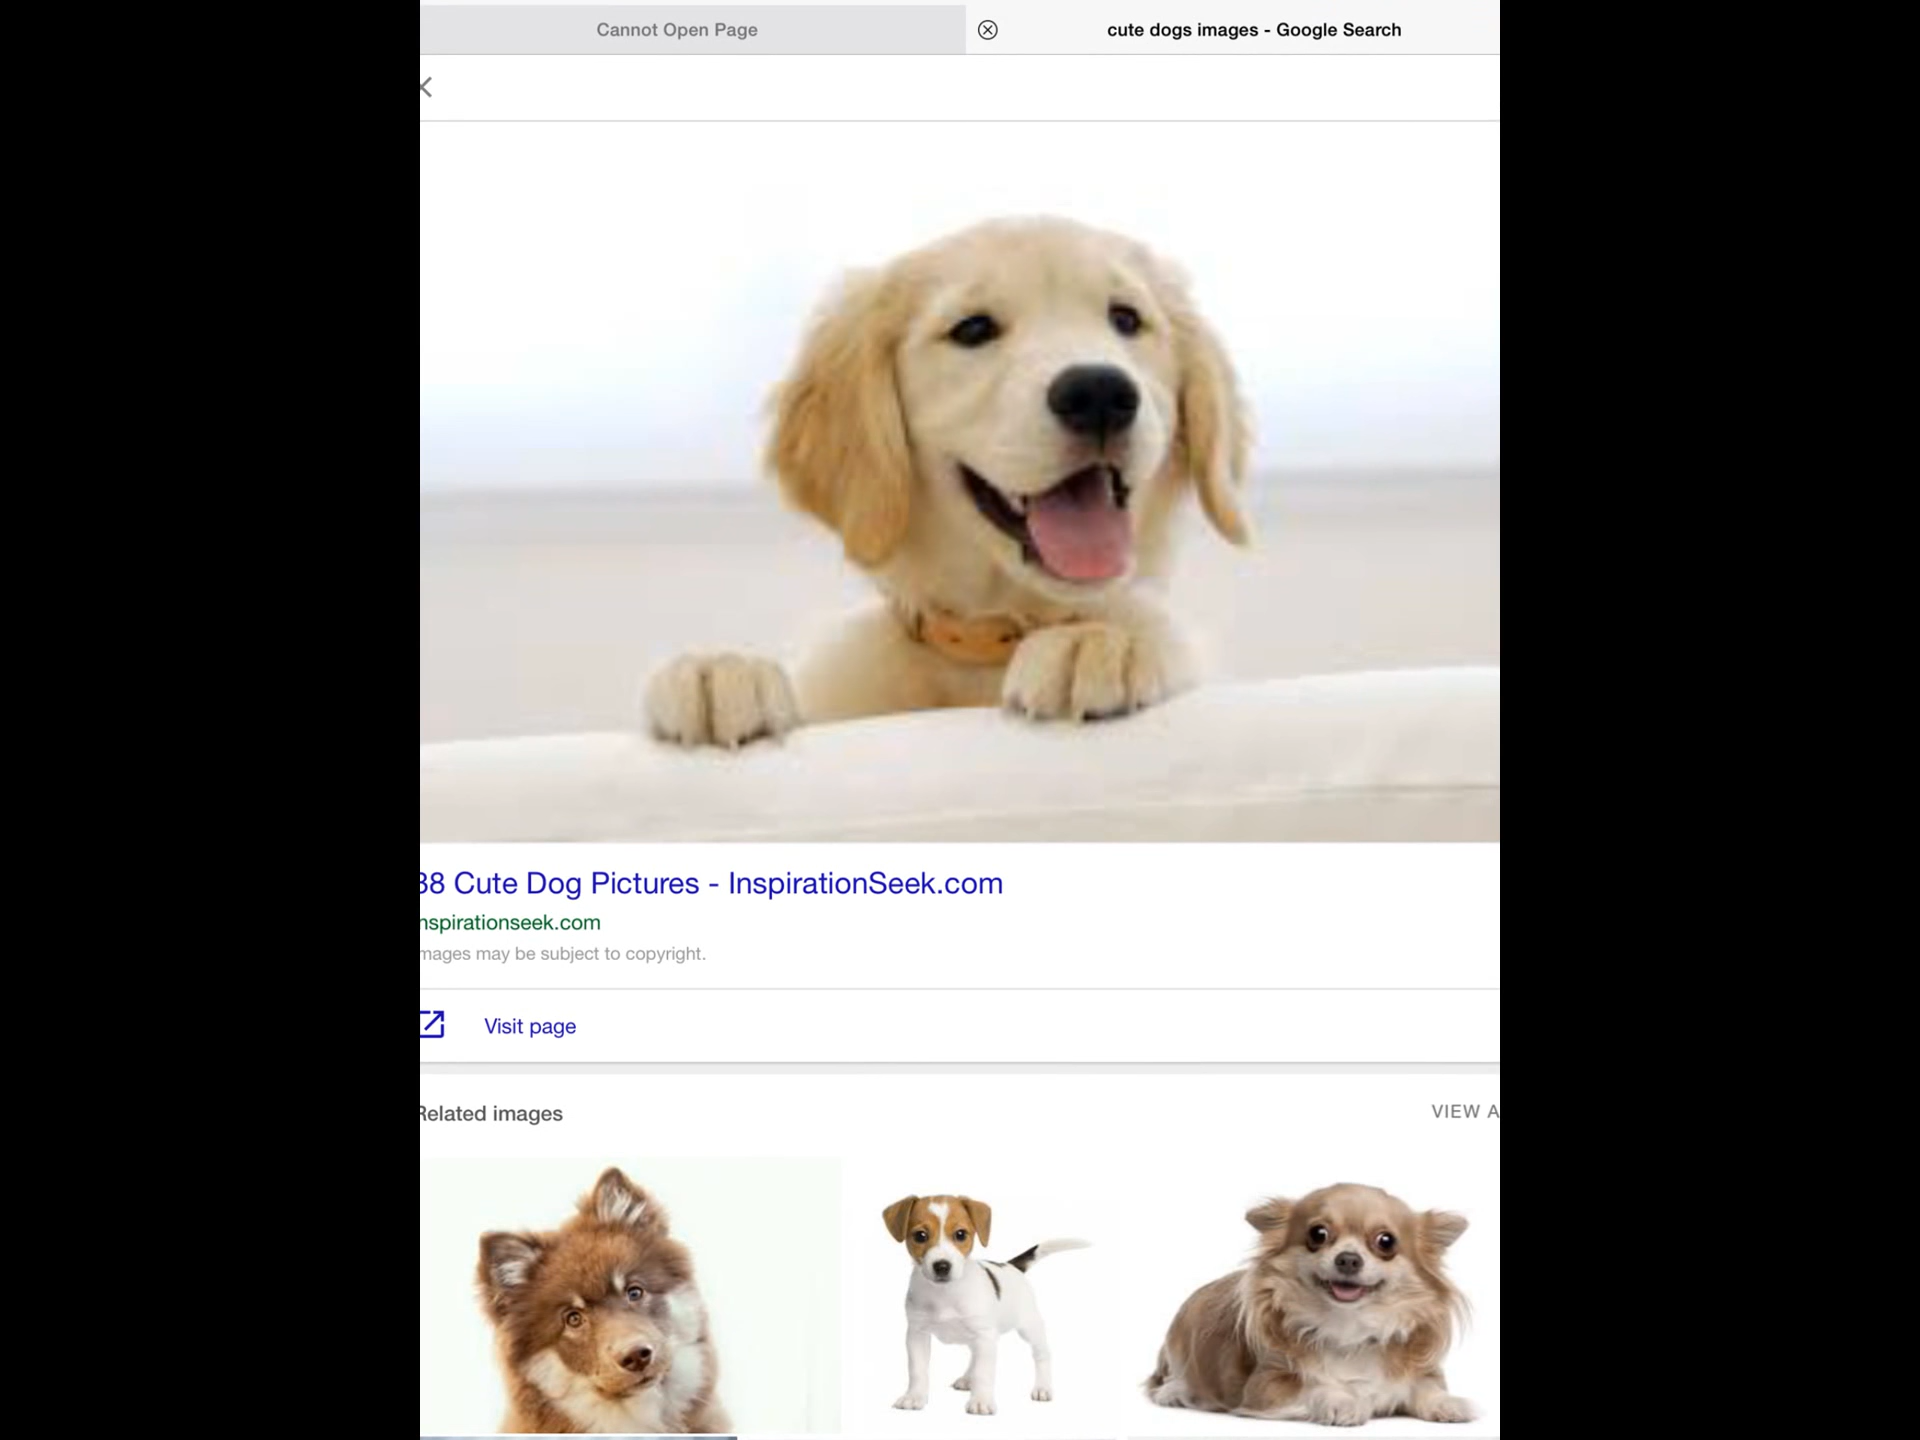 Cannot Open Page
cute dogs images - Google Search
38 Cute Dog Pictures - InspirationSeek.com
nspirationseek.com
mages may be subject to copyright.
Visit page
Related images
VIEW A